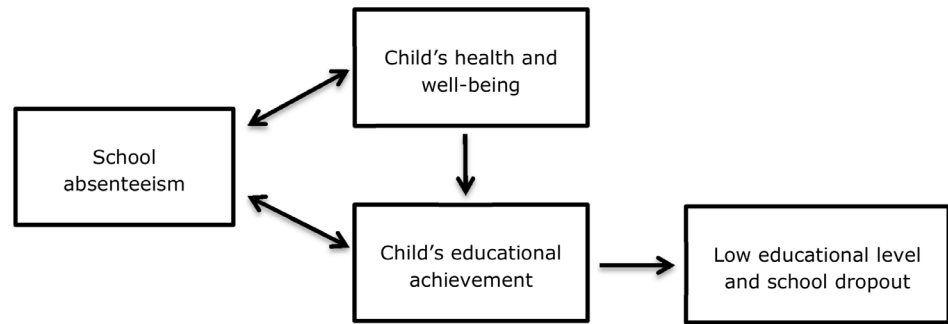 Child’s health and
well-being
School
absenteeism
Child’s educational
achievement
Low educational level
and school dropout